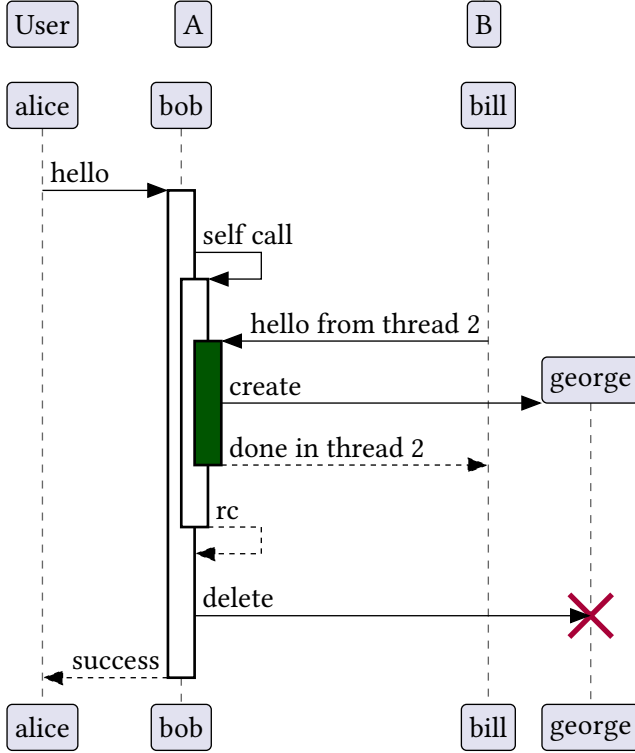 User
A
B
alice
bob
bill
hello
self call
hello from thread 2
george
create
done in thread 2
rc
delete
success
alice
bob
bill
george